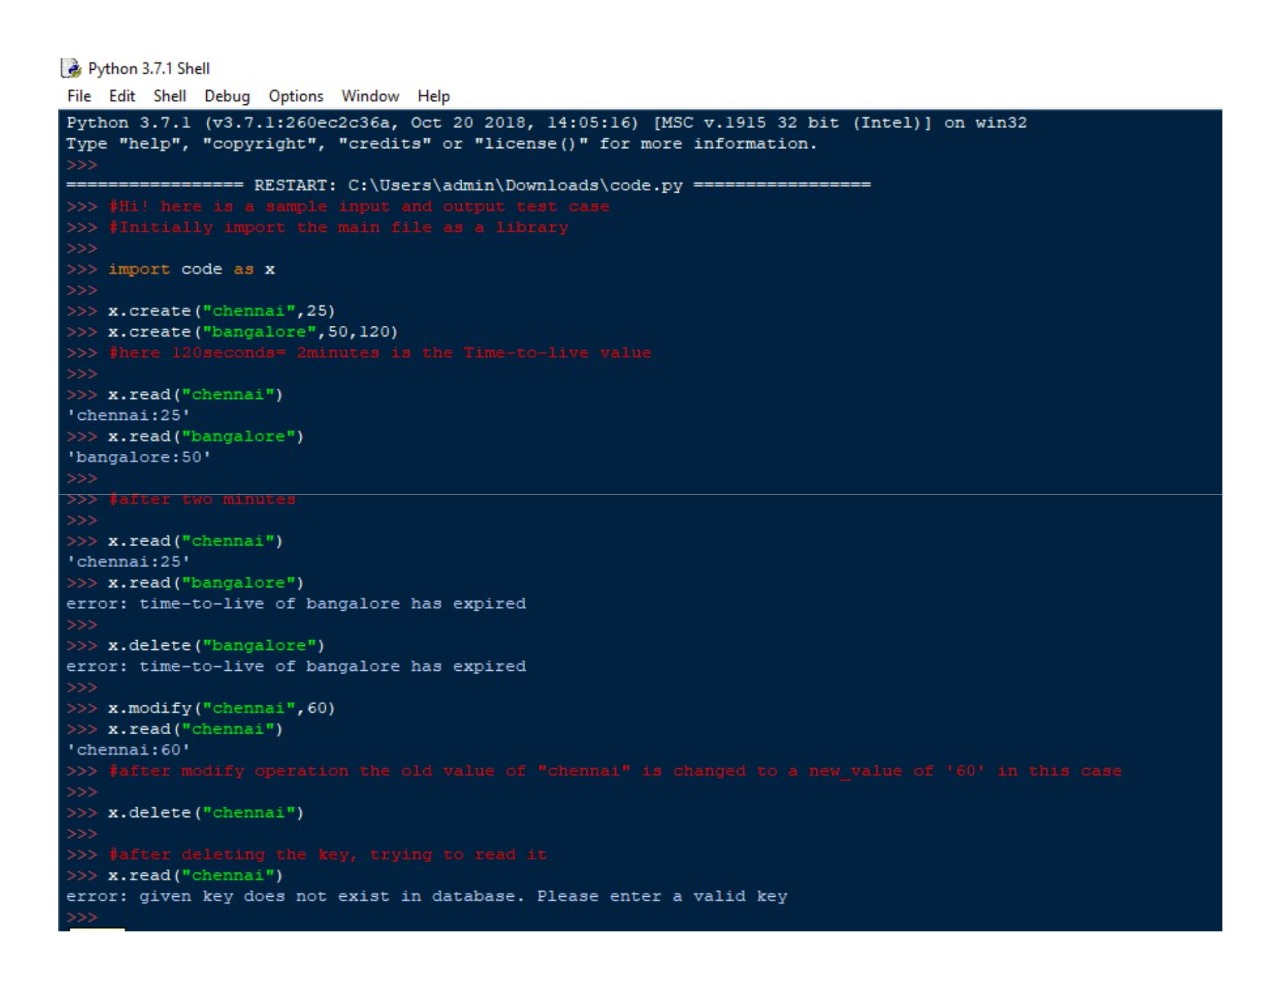 Python 3.7.1 Shell
File Edit Shell Debug Options Window Help
Python 3.7.1 (v3.7.1:260ec2c36a, Oct 20 2018, 14:05:16) [MSC v.1915 32 bit (Intel)] on win32
Type "help", "copyright", "credits" or "license()" for more information.
>>>
================= RESTART: C:\Users\admin\Downloads\code.py =================
>>> #Hi! here is a sample input and output test case
>>> #Initially import the main file as a library
>>>
>>> import code as x
>>>
>>> x.create("chennai",25)
>>> x.create("bangalore",50,120)
>>> #here 120seconds= 2minutes is the Time-to-live value
>>>
>>> x.read("chennai")
'chennai:25'
>>> x.read("bangalore")
'bangalore:50'
>>>
>>> #after two minutes
>>>
>>> x.read("chennai")
'chennai:25'
>>> x.read("bangalore")
error: time-to-live of bangalore has expired
>>>
>>> x.delete("bangalore")
error: time-to-live of bangalore has expired
>>>
>>> x.modify("chennai",60)
>>> x.read("chennai")
'chennai:60'
>>> #after modify operation the old value of "chennai" is changed to a new_value of '60' in this case
>>>
>>> x.delete("chennai")
>>>
>>> #after deleting the key, trying to read it
>>> x.read("chennai")
error: given key does not exist in database. Please enter a valid key
>>>